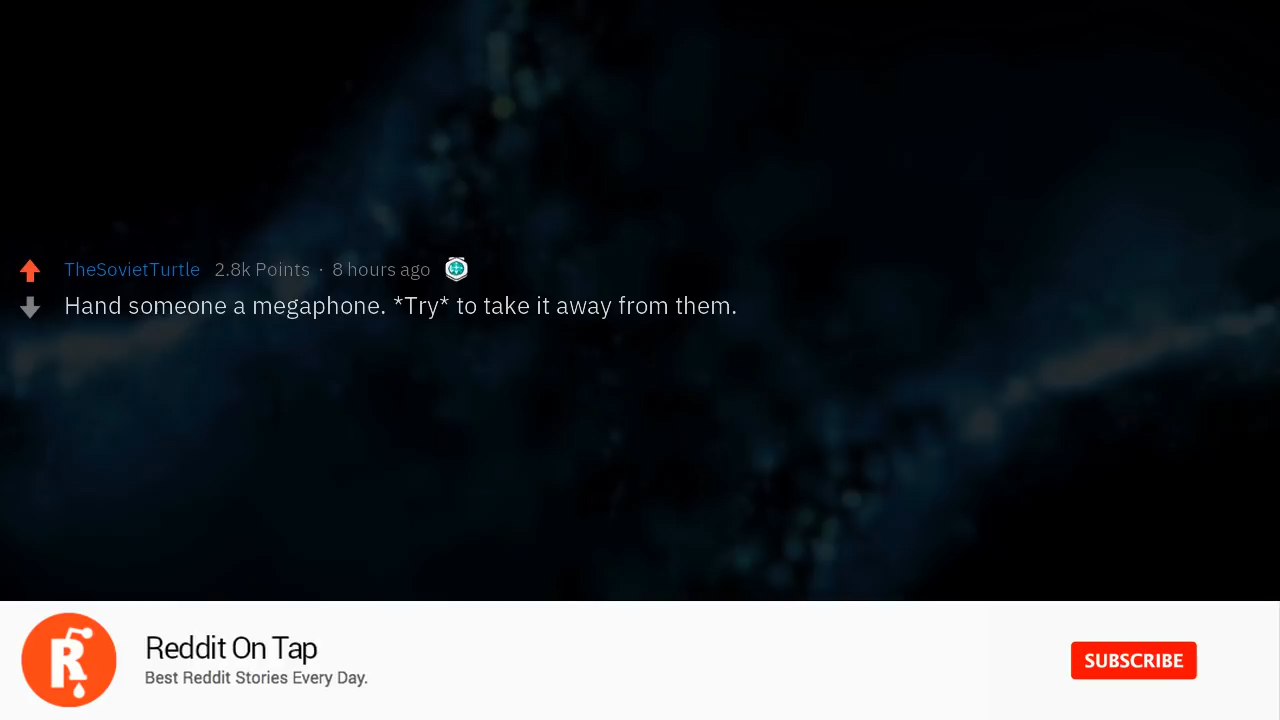 TheSovietTurtle 2.8k Points · 8 hours ago
Hand someone a megaphone. *Try* to take it away from them.
Reddit On Tap
Best Reddit Stories Every Day.
SUBSCRIBE